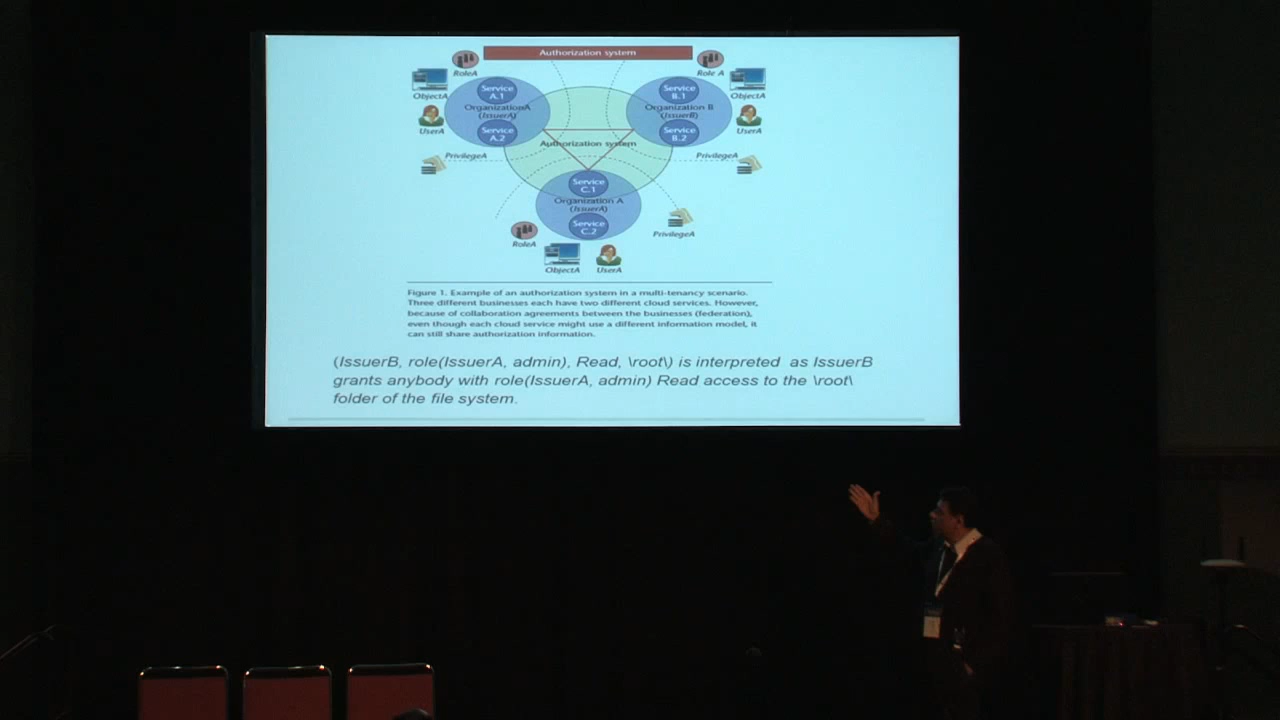 Authorization system
RoleA
Role A
Service
A.1
Service
B.1
ObjectA
ObjectA
OrganizationA
(IssuerA)
Organization B
(IssuerB)
UserA
UserA
Service
A.2
Service
B.2
Authorization system
PrivilegeA
PrivilegeA
Service
C.1
Organization A
(IssuerA)
Service
C.2
RoleA
PrivilegeA
ObjectA
UserA
Figure 1. Example of an authorization system in a multi-tenancy scenario.
Three different businesses each have two different cloud services. However,
because of collaboration agreements between the businesses (federation),
even though each cloud service might use a different information model, it
can still share authorization information.
(IssuerB, role(IssuerA, admin), Read, \root\) is interpreted as IssuerB
grants anybody with role(IssuerA, admin) Read access to the \root\
folder of the file system.